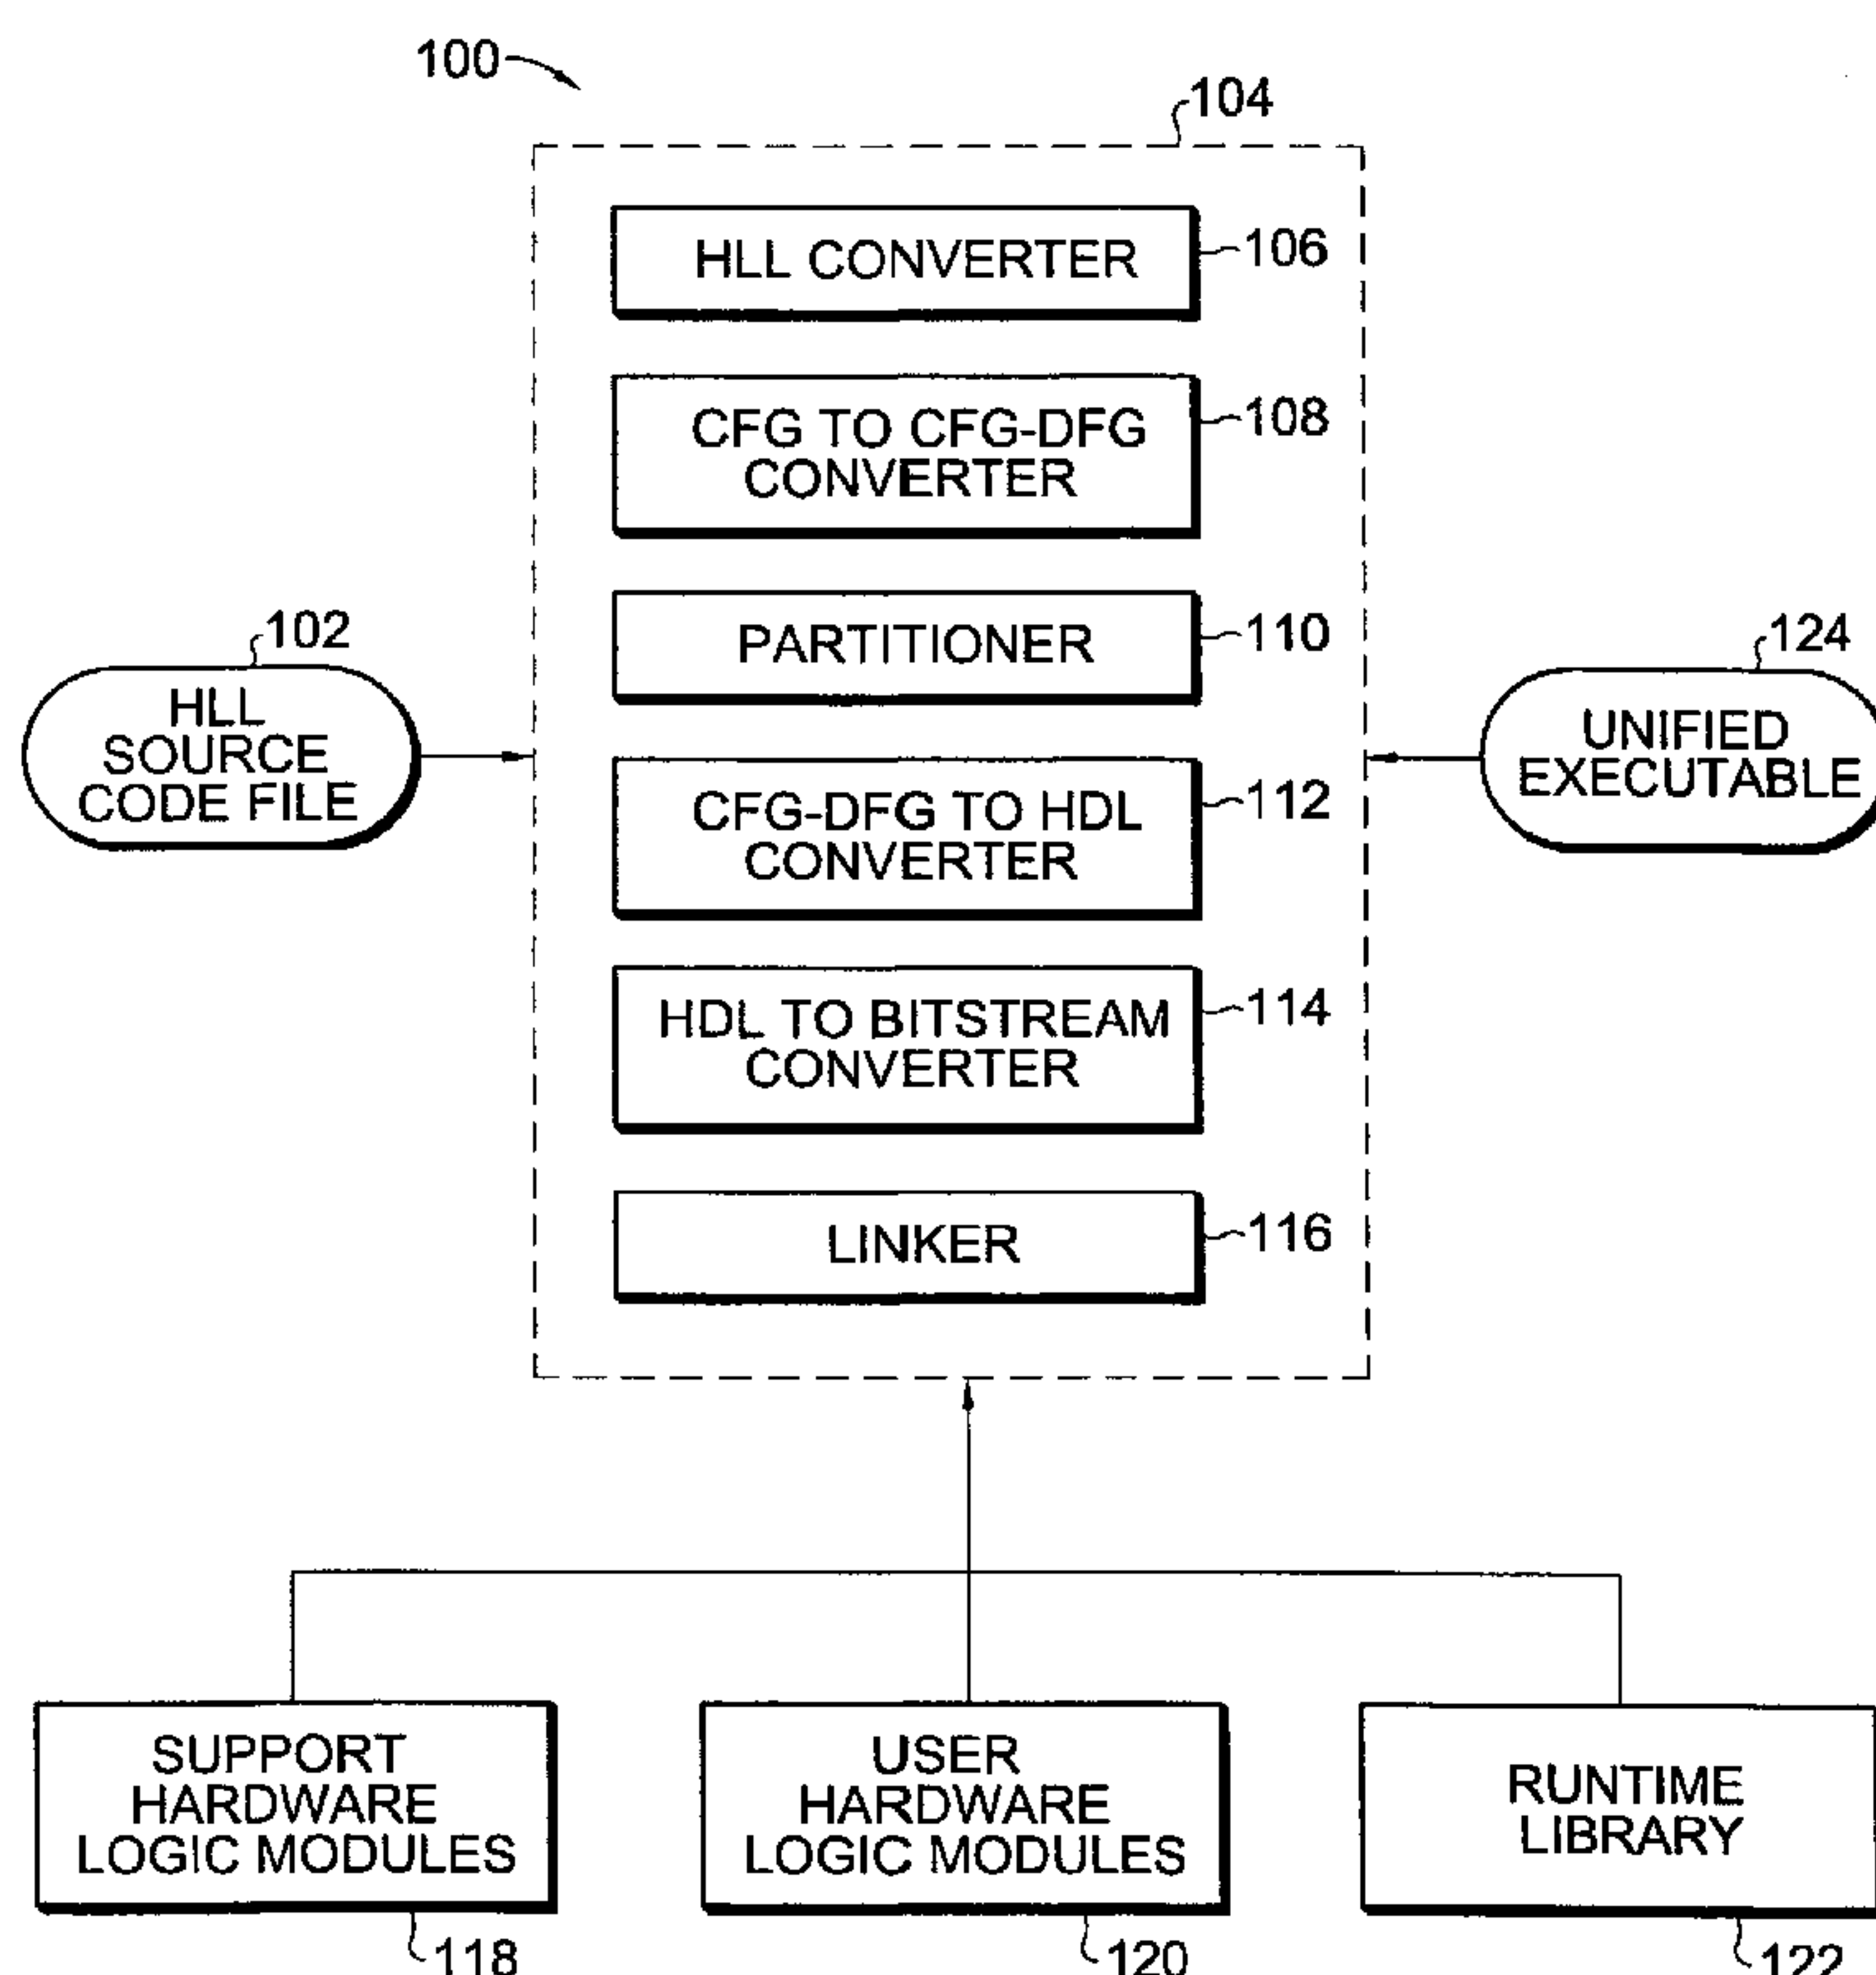 100
104
HLL CONVERTER
106
CFG TO CFG-DFG
CONVERTER
108
PARTITIONER
110
102
HLL
SOURCE
CODE FILE
124
UNIFIED
EXECUTABLE
CFG-DFG TO HDL
CONVERTER
112
HDL TO BITSTREAM
CONVERTER
114
LINKER
116
SUPPORT
HARDWARE
LOGIC MODULES
118
USER
HARDWARE
LOGIC MODULES
120
RUNTIME
LIBRARY
122